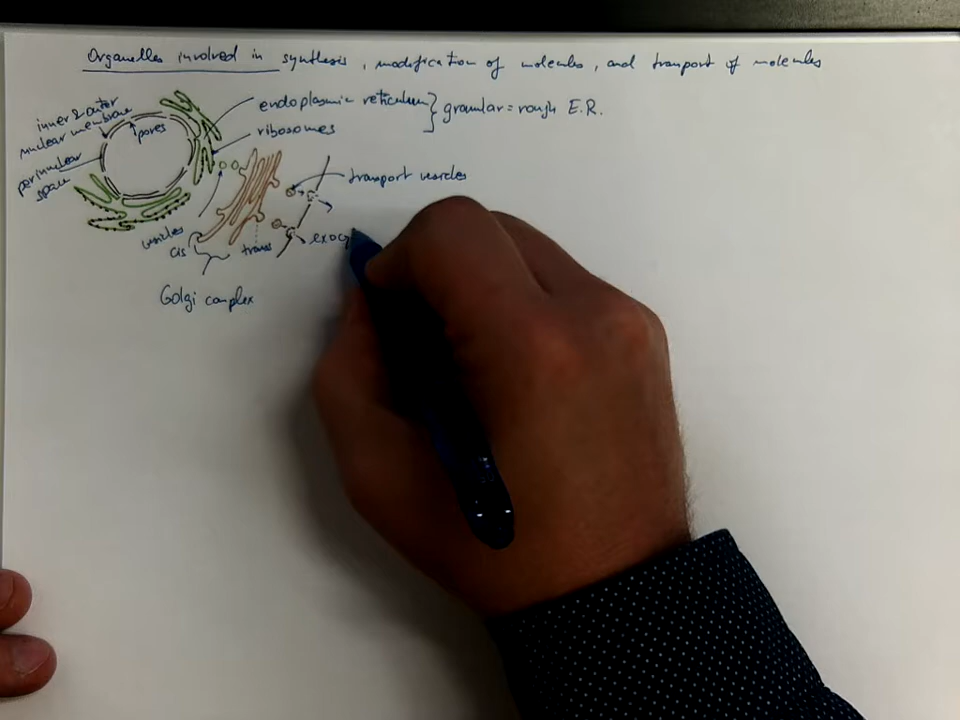 Organelles involved in synthesis, modification of molecules, and transport of molecules
inner & outer
nuclear membrane
pores
perinuclear
space
endoplasmic reticulum } granular = rough E.R.
ribosomes
transport vesicles
vesicles
cis
trans
exocy
Golgi complex